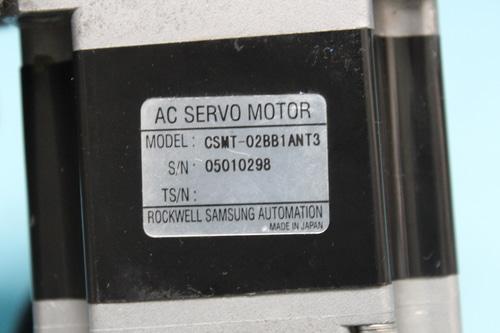 AC SERVO MOTOR
MODEL : CSMT-02BB1ANT3
S/N : 05010298
TS/N :
ROCKWELL SAMSUNG AUTOMATION
MADE IN JAPAN